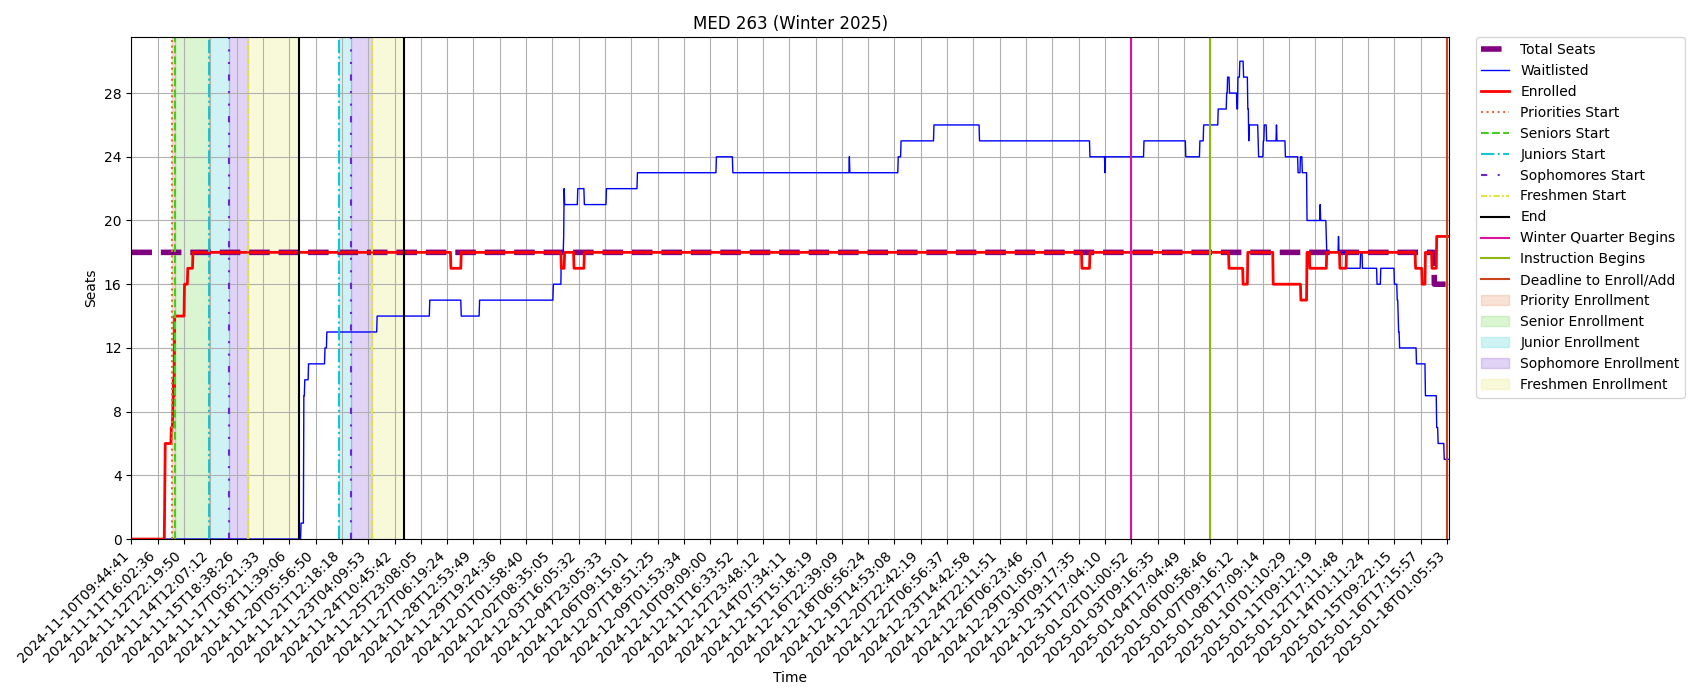 MED 263 (Winter 2025)
Total Seats
Waitlisted
Enrolled
Priorities Start
Seniors Start
Juniors Start
Sophomores Start
Freshmen Start
End
Winter Quarter Begins
Instruction Begins
Deadline to Enroll/Add
Priority Enrollment
Senior Enrollment
Junior Enrollment
Sophomore Enrollment
Freshmen Enrollment
Seats
28
24
20
16
12
8
4
0
2024-11-10T09:44:41
2024-11-11T16:02:36
2024-11-12T22:19:50
2024-11-14T12:07:12
2024-11-15T18:38:26
2024-11-17T05:21:33
2024-11-18T11:39:06
2024-11-20T05:56:50
2024-11-21T12:18:18
2024-11-23T04:09:53
2024-11-24T10:45:42
2024-11-25T23:08:05
2024-11-27T06:19:24
2024-11-28T12:53:49
2024-11-29T19:24:36
2024-12-01T01:58:40
2024-12-02T08:35:05
2024-12-03T16:05:32
2024-12-04T23:05:33
2024-12-06T09:15:01
2024-12-07T18:51:25
2024-12-09T01:53:34
2024-12-10T09:09:00
2024-12-11T16:33:52
2024-12-12T23:48:12
2024-12-14T07:34:11
2024-12-15T15:18:19
2024-12-16T22:39:09
2024-12-18T06:56:24
2024-12-19T14:53:08
2024-12-20T22:42:19
2024-12-22T06:56:37
2024-12-23T14:42:58
2024-12-24T22:11:51
2024-12-26T06:23:46
2024-12-29T01:05:07
2024-12-30T09:17:35
2024-12-31T17:04:10
2025-01-02T01:00:52
2025-01-03T09:16:35
2025-01-04T17:04:49
2025-01-06T00:58:46
2025-01-07T09:16:12
2025-01-08T17:09:14
2025-01-10T01:10:29
2025-01-11T09:12:19
2025-01-12T17:11:48
2025-01-14T01:11:24
2025-01-15T09:22:15
2025-01-16T17:15:57
2025-01-18T01:05:53
Time